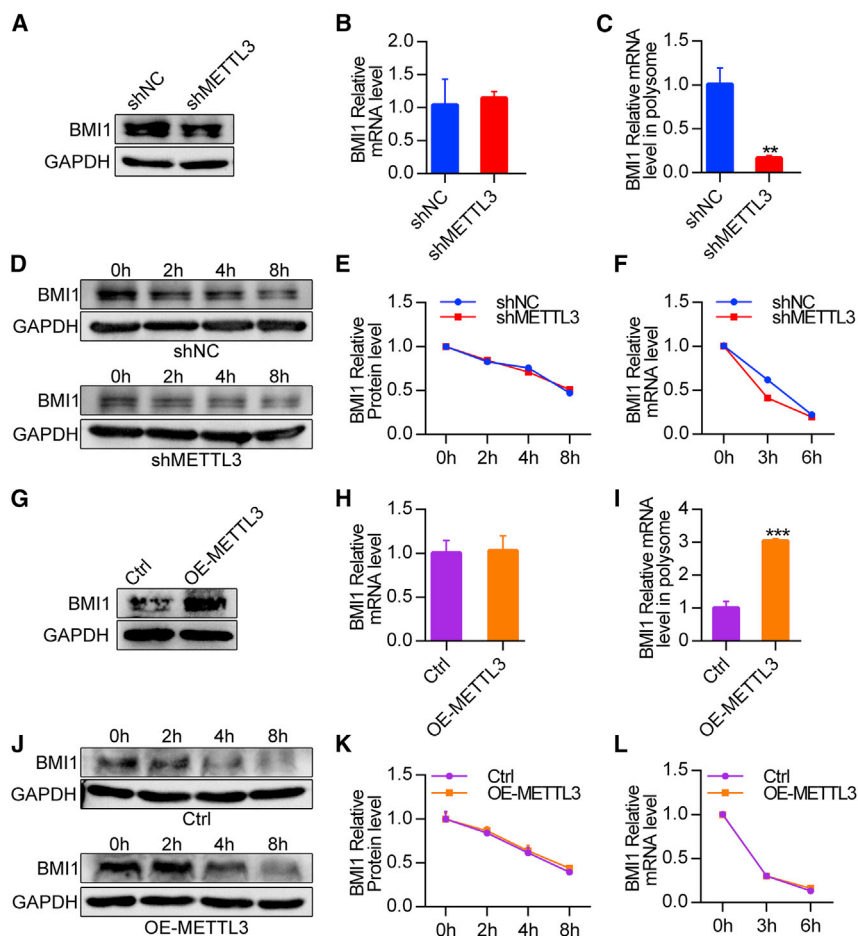 A
shNC
shMETTL3
BMI1
GAPDH
B
BMI1 Relative
mRNA level
2.0
1.5
1.0
0.5
0.0
shNC
shMETTL3
C
BMI1 Relative mRNA
level in polysome
1.5
1.0
0.5
0.0
**
shNC
shMETTL3
D
0h 2h 4h 8h
BMI1
GAPDH
shNC
0h 2h 4h 8h
BMI1
GAPDH
shMETTL3
E
shNC
shMETTL3
BMI1 Relative
Protein level
1.5
1.0
0.5
0.0
0h 2h 4h 8h
F
shNC
shMETTL3
BMI1 Relative
mRNA level
1.5
1.0
0.5
0.0
0h 3h 6h
G
Ctrl
OE-METTL3
BMI1
GAPDH
H
BMI1 Relative
mRNA level
1.5
1.0
0.5
0.0
Ctrl
OE-METTL3
I
BMI1 Relative mRNA
level in polysome
4
3
2
1
0
***
Ctrl
OE-METTL3
J
0h 2h 4h 8h
BMI1
GAPDH
Ctrl
0h 2h 4h 8h
BMI1
GAPDH
OE-METTL3
K
Ctrl
OE-METTL3
BMI1 Relative
Protein level
1.5
1.0
0.5
0.0
0h 2h 4h 8h
L
Ctrl
OE-METTL3
BMI1 Relative
mRNA level
1.5
1.0
0.5
0.0
0h 3h 6h